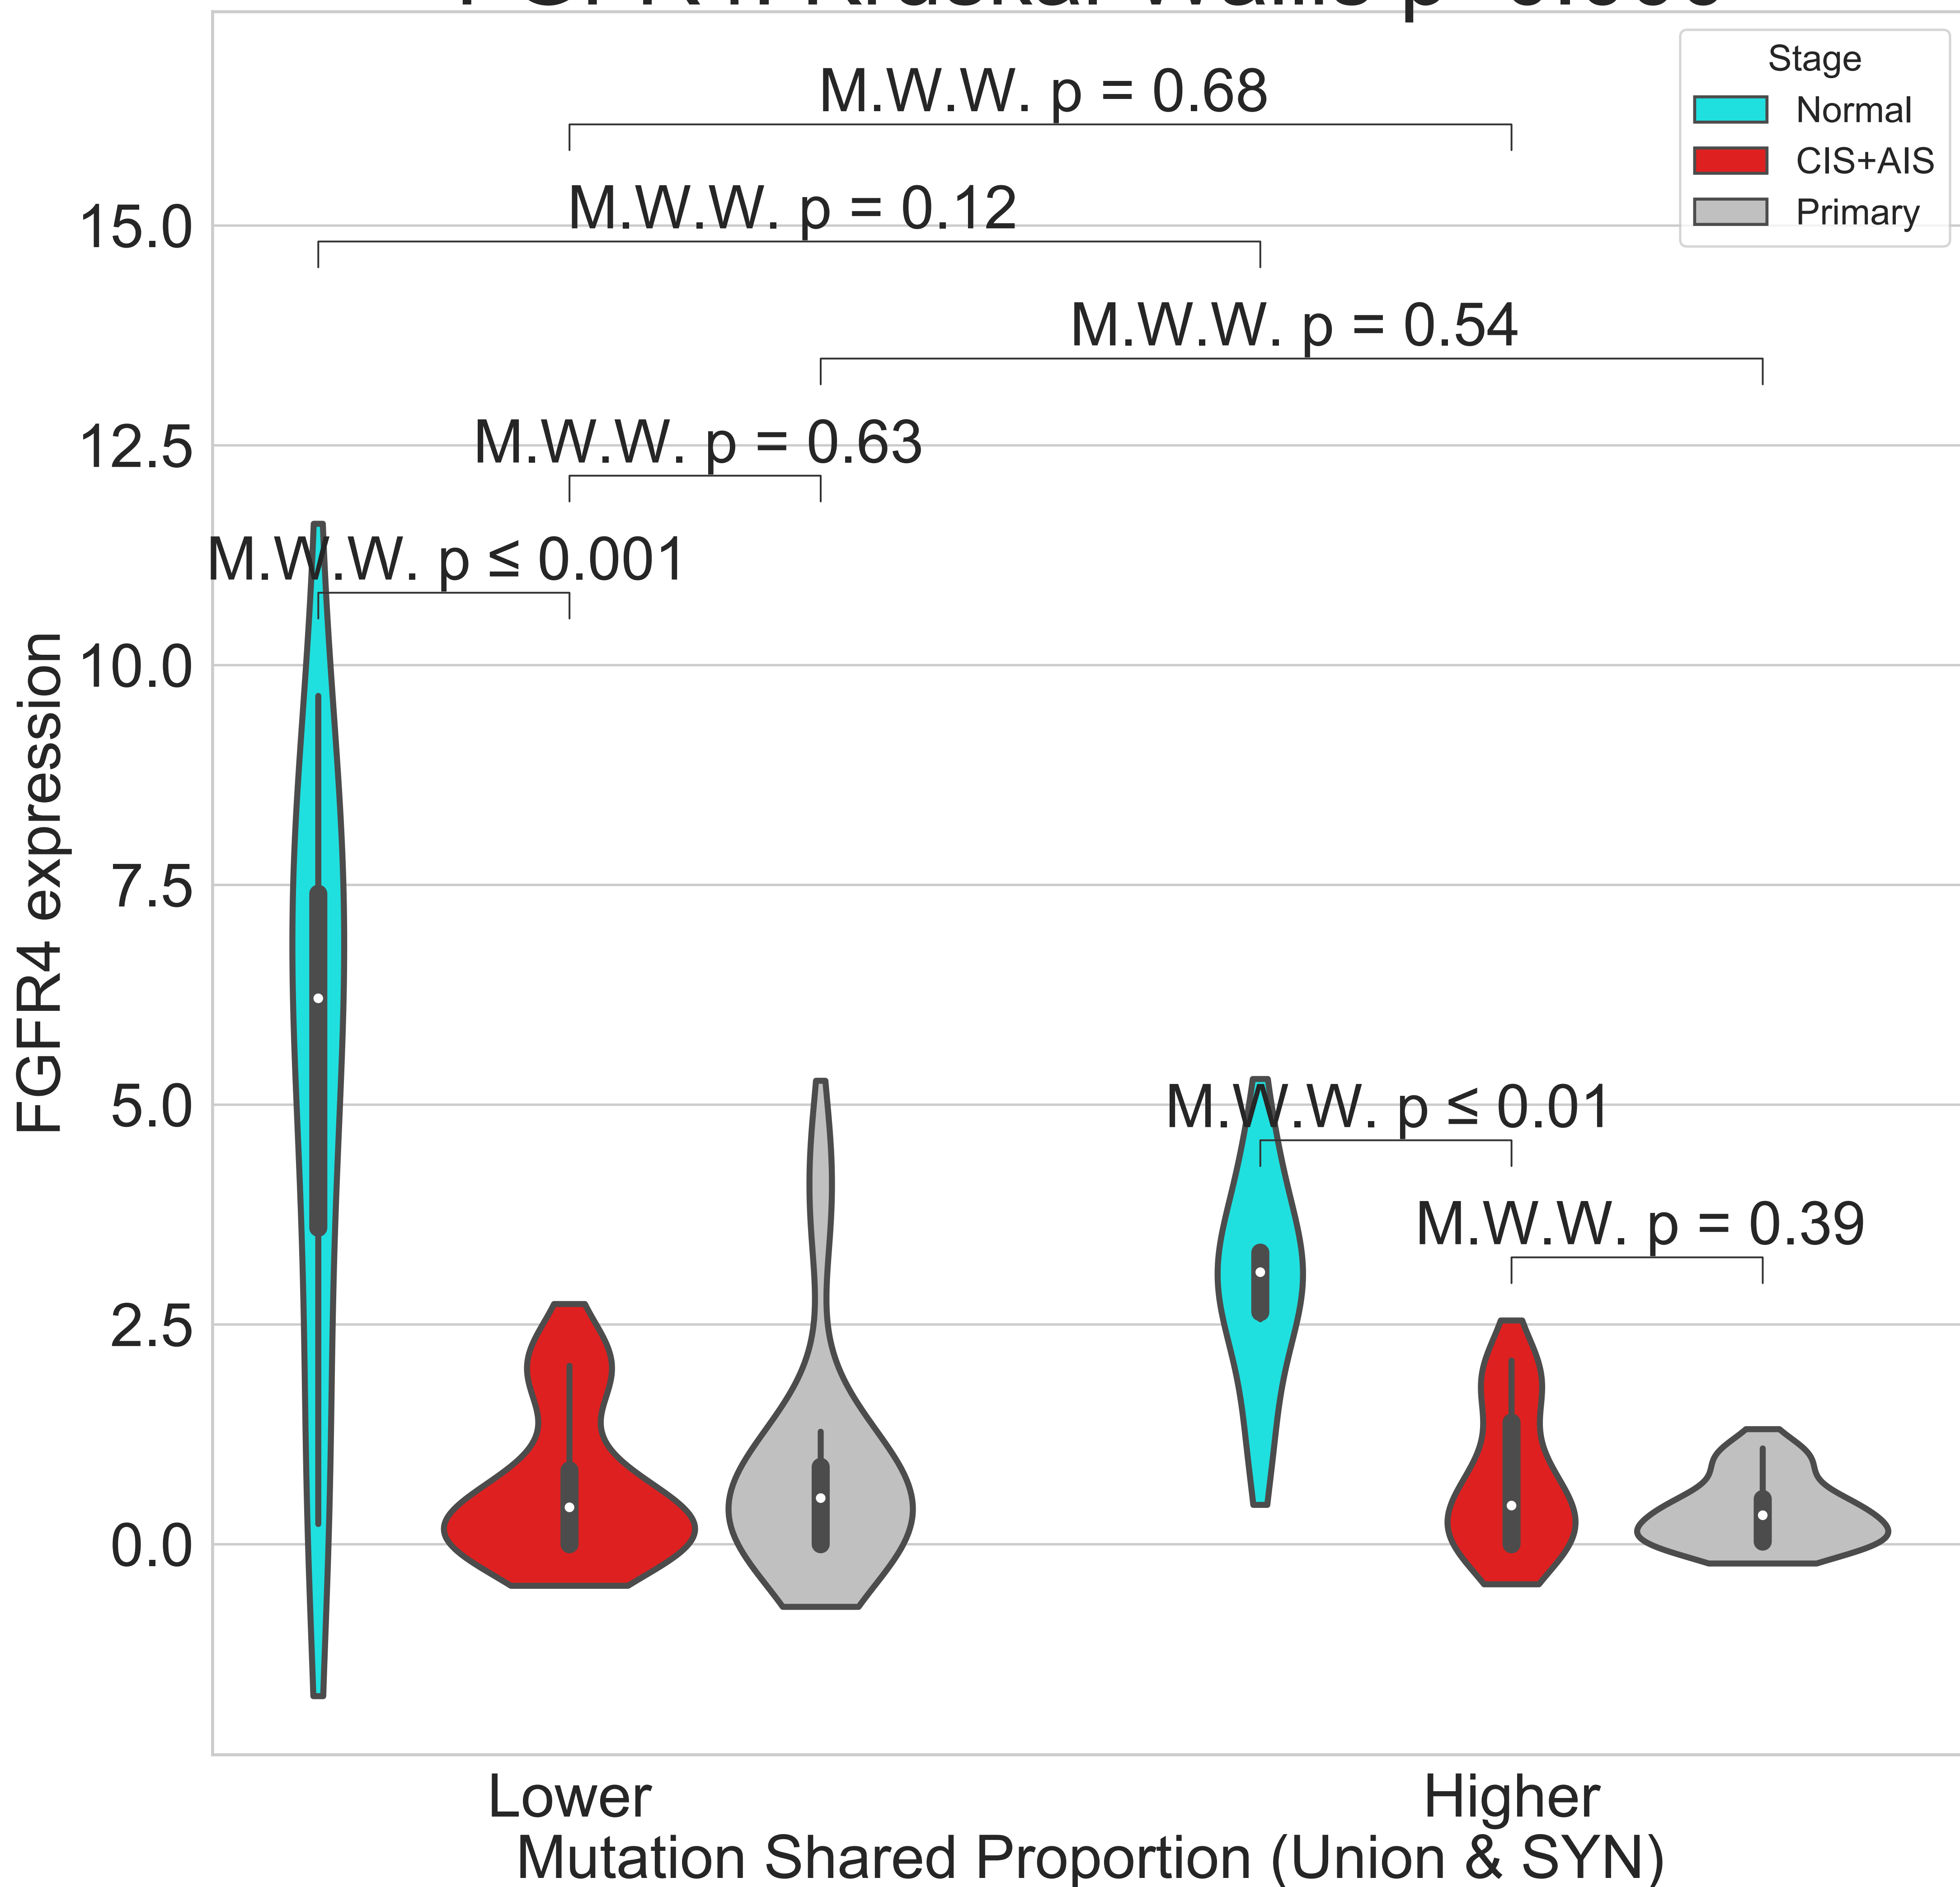 Stage
Normal
CIS+AIS
Primary
M.W.W. p = 0.68
M.W.W. p = 0.12
M.W.W. p = 0.54
M.W.W. p = 0.63
M.W.W. p ≤ 0.001
M.W.W. p ≤ 0.01
M.W.W. p = 0.39
15.0
12.5
10.0
7.5
5.0
2.5
0.0
FGFR4 expression
Lower
Higher
Mutation Shared Proportion (Union & SYN)